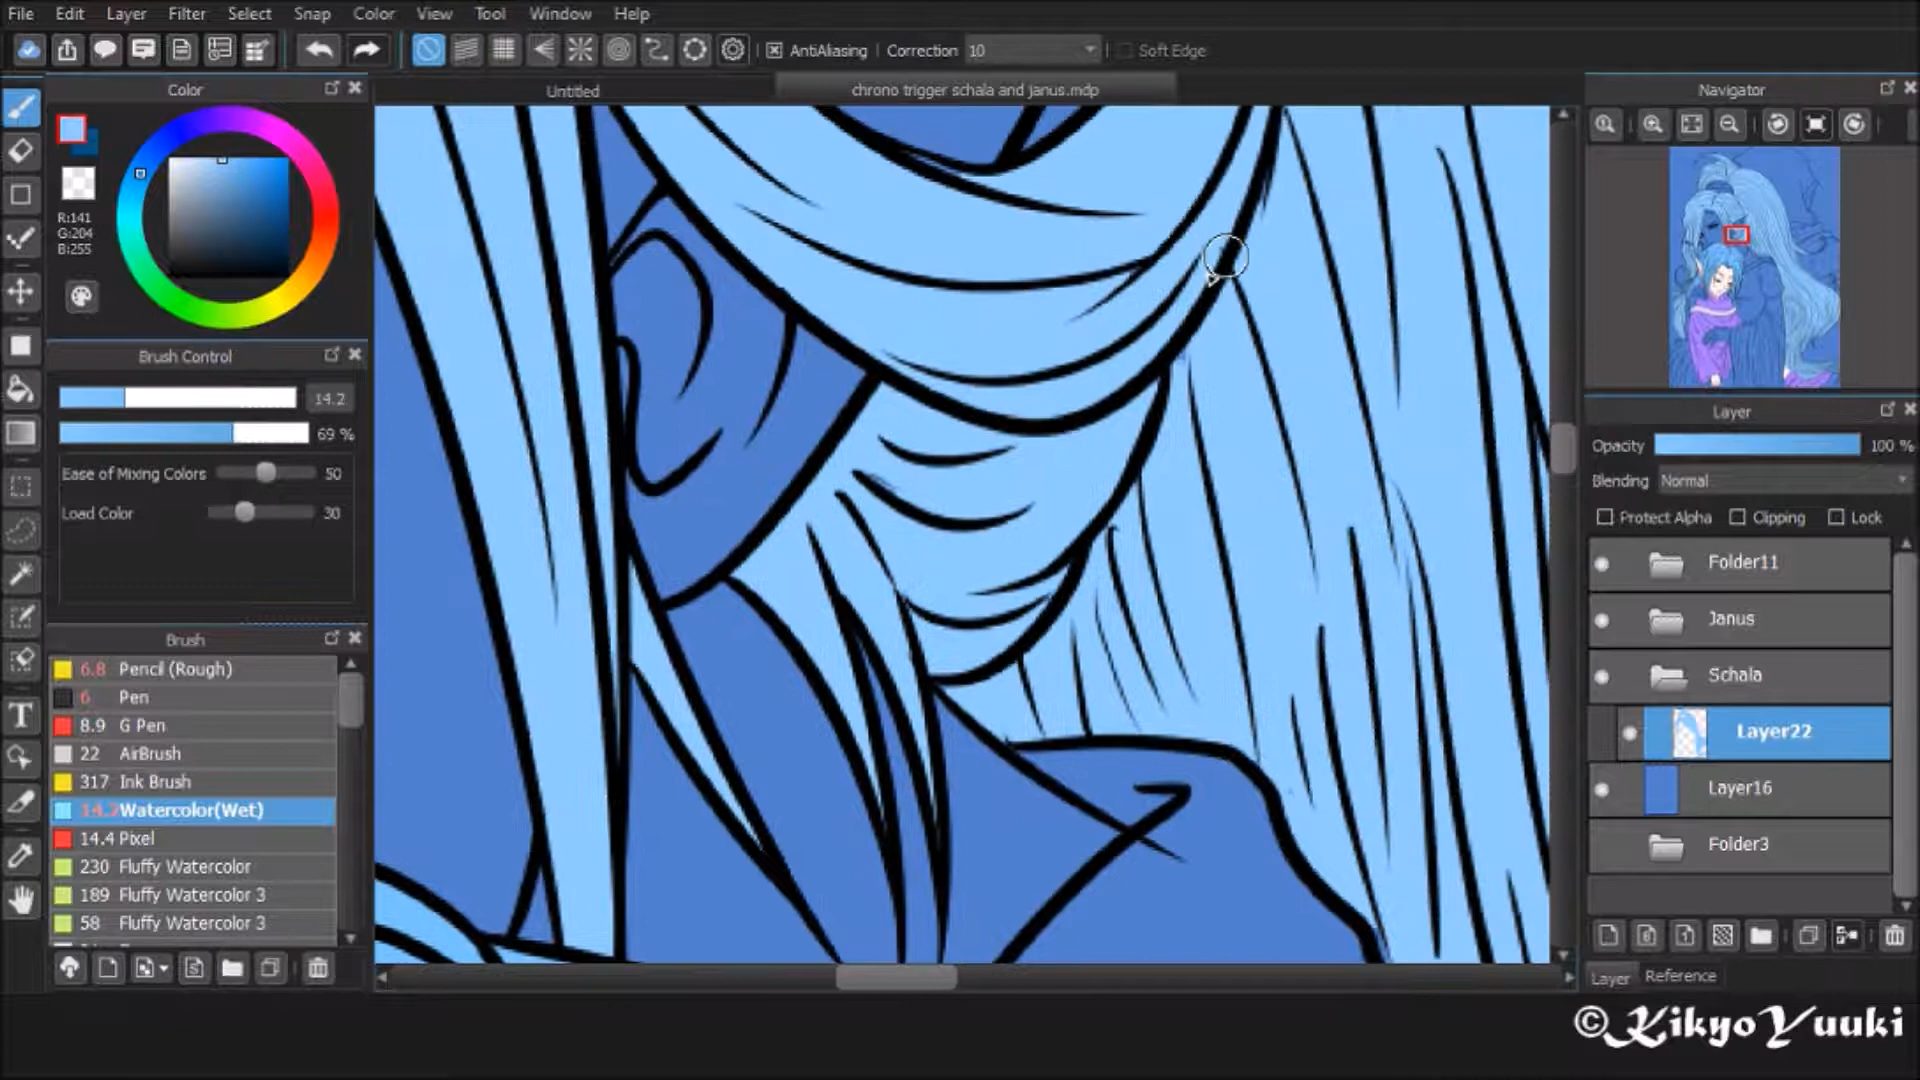 File Edit Layer Filter Select Snap Color View Tool Window Help
AntiAliasing Correction 10 Soft Edge
Color
Untitled
chrono trigger schala and janus.mdp
Navigator
R:141
G:204
B:255
Brush Control
14.2
69 %
Ease of Mixing Colors 50
Load Color 30
Brush
6.8 Pencil (Rough)
6 Pen
8.9 G Pen
22 AirBrush
317 Ink Brush
14.2 Watercolor(Wet)
14.4 Pixel
230 Fluffy Watercolor
189 Fluffy Watercolor 3
58 Fluffy Watercolor 3
Layer
Opacity 100 %
Blending Normal
Protect Alpha Clipping Lock
Folder11
Janus
Schala
Layer22
Layer16
Folder3
Layer Reference
©KikyoYuuki